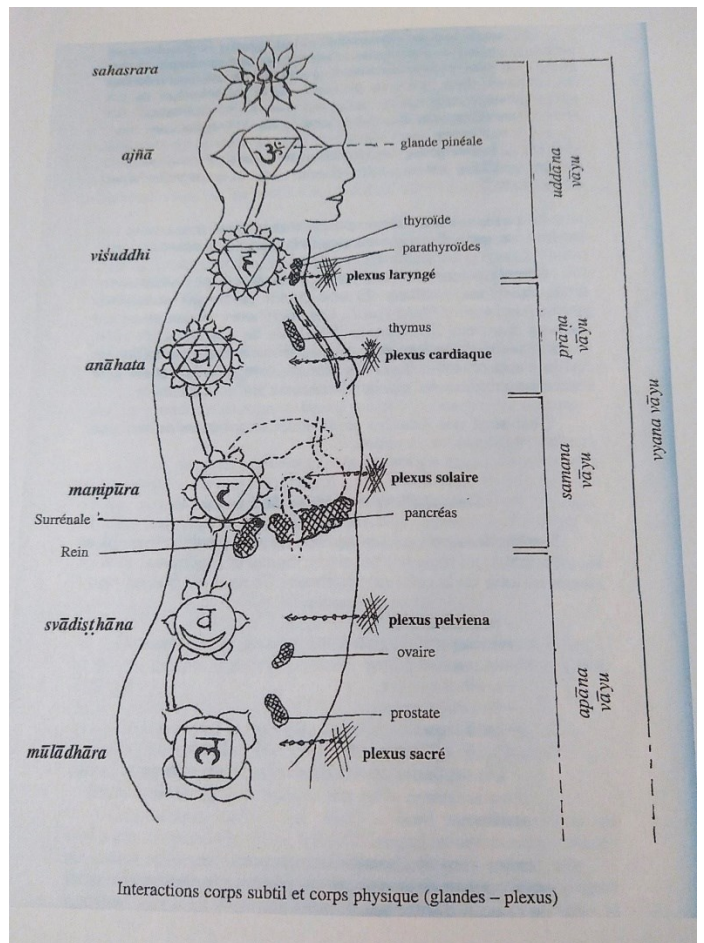 sahasrara
ajñā
glande pinéale
uddāna
vāyu
thyroïde
parathyroïdes
viśuddhi
plexus laryngé
thymus
prāṇa
vāyu
anāhata
plexus cardiaque
vyana vāyu
plexus solaire
samana
vāyu
maṇipūra
pancréas
Surrénale
Rein
svādiṣṭhāna
plexus pelviena
ovaire
apāna
vāyu
prostate
mūlādhāra
plexus sacré
Interactions corps subtil et corps physique (glandes – plexus)